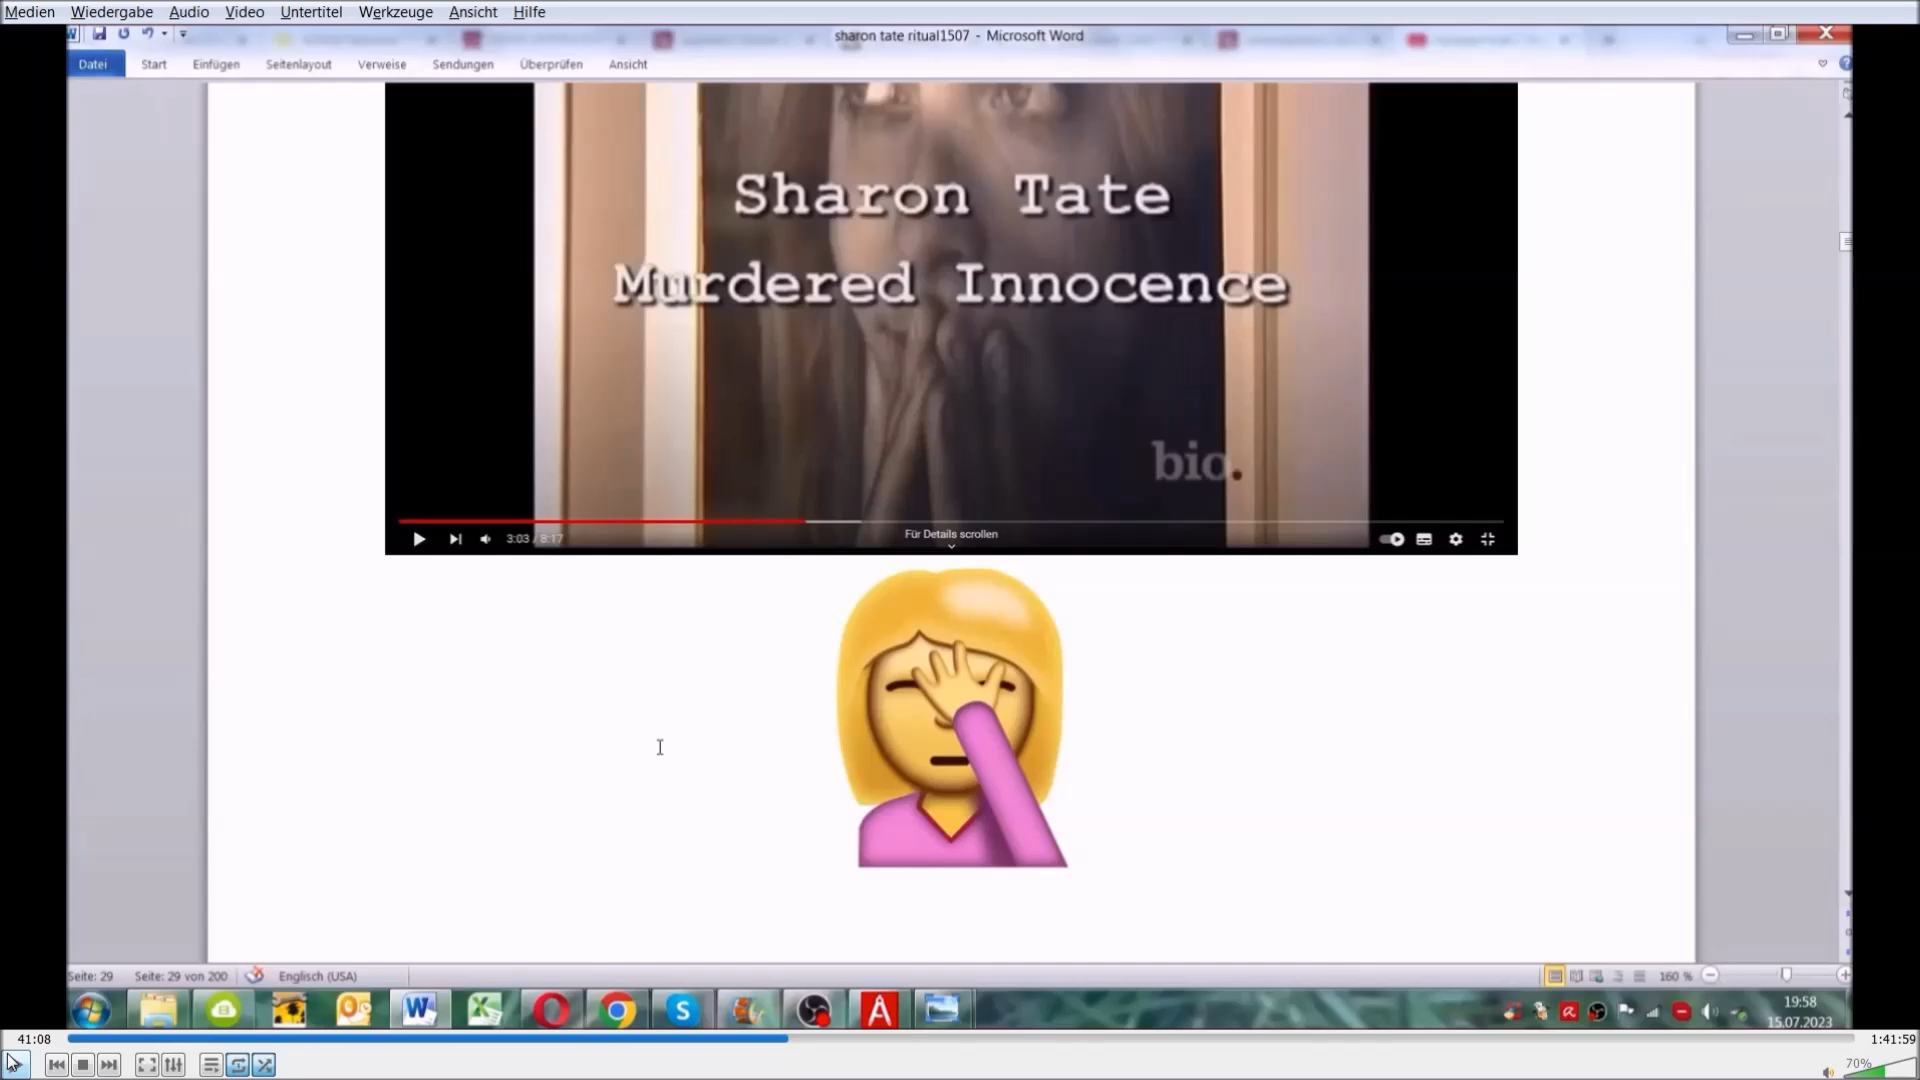 Medien Wiedergabe Audio Video Untertitel Werkzeuge Ansicht Hilfe
sharon tate ritual1507 - Microsoft Word
Datei Start Einfügen Seitenlayout Verweise Sendungen Überprüfen Ansicht
Sharon Tate
Murdered Innocence
bio.
Für Details scrollen
3:03 / 8:17
Seite: 29 Seite: 29 von 200 Englisch (USA) 160 %
19:58
15.07.2023
41:08 1:41:59
70%